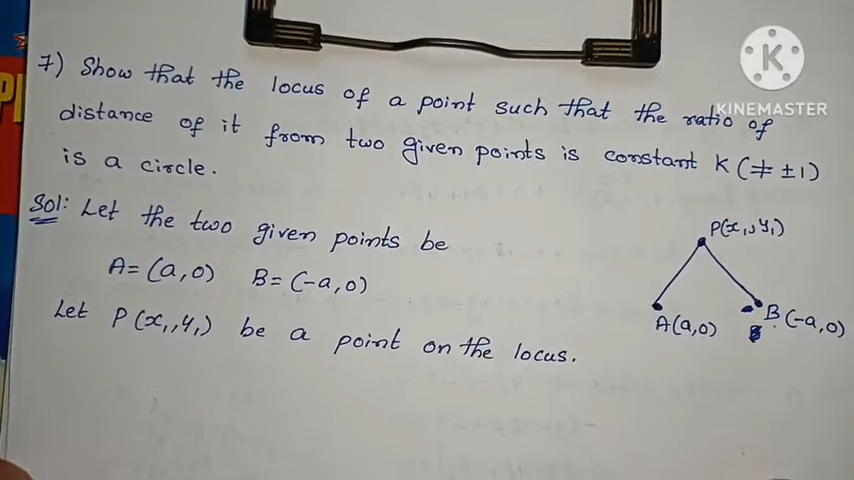 7) Show that the locus of a point such that the ratio of
distance of it from two given points is constant K (≠ ±1)
is a circle.
Sol: Let the two given points be
A = (a,0) B = (-a,0)
Let P(x₁,y₁) be a point on the locus.
P(x₁,y₁)
A(a,0)
B(-a,0)
K
KINEMASTER